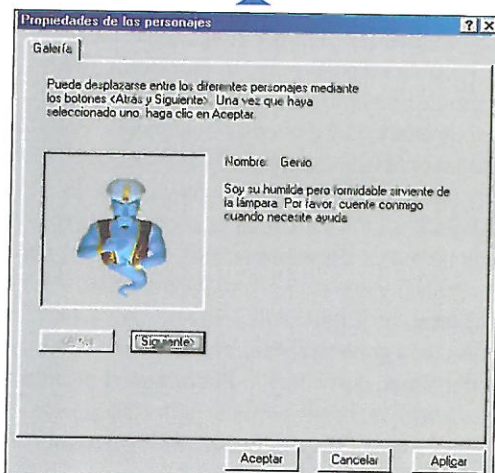 Propiedades de los personajes
Galería
Puede desplazarse entre los diferentes personajes mediante
los botones <Atrás y Siguiente>. Una vez que haya
seleccionado uno, haga clic en Aceptar.
Nombre: Genio
Soy su humilde pero formidable sirviente de
la lámpara. Por favor, cuente conmigo
cuando necesite ayuda
<Atrás
Siguiente>
Aceptar
Cancelar
Aplicar